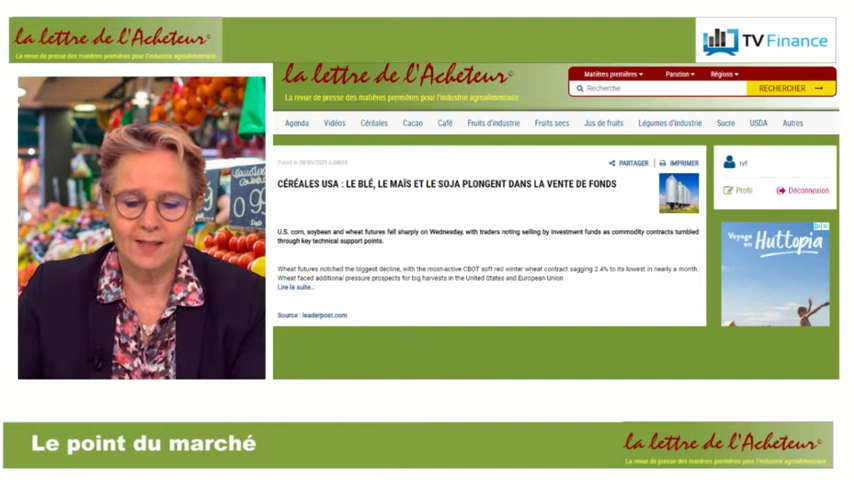 la lettre de l'Acheteur©
La revue de presse des matières premières pour l'industrie agroalimentaire
TV Finance
la lettre de l'Acheteur©
La revue de presse des matières premières pour l'industrie agroalimentaire
Matières premières Parution Régions
Recherche RECHERCHER
Agenda Vidéos Céréales Cacao Café Fruits d'industrie Fruits secs Jus de fruits Légumes d'industrie Sucre USDA Autres
PARTAGER IMPRIMER
tvf
CÉRÉALES USA : LE BLÉ, LE MAÏS ET LE SOJA PLONGENT DANS LA VENTE DE FONDS
Profil Déconnexion
U.S. corn, soybean and wheat futures fell sharply on Wednesday, with traders noting selling by investment funds as commodity contracts tumbled
through key technical support points.
Voyage
en Huttopia
Wheat futures notched the biggest decline, with the most-active CBOT soft red winter wheat contract sagging 2.4% to its lowest in nearly a month.
Wheat faced additional pressure prospects for big harvests in the United States and European Union
Lire la suite...
Source : leaderpost.com
Le point du marché
la lettre de l'Acheteur©
La revue de presse des matières premières pour l'industrie agroalimentaire